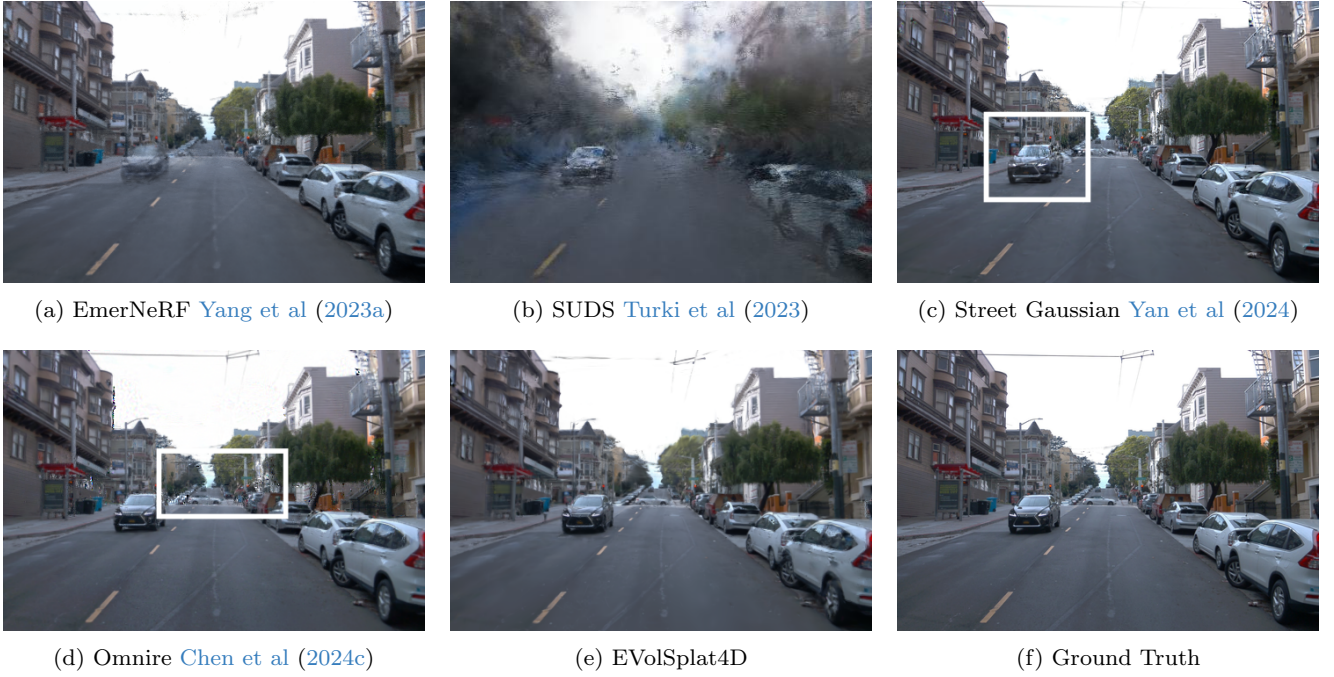 (a) EmerNeRF Yang et al (2023a)
(b) SUDS Turki et al (2023)
(c) Street Gaussian Yan et al (2024)
(d) Omnire Chen et al (2024c)
(e) EVolSplat4D
(f) Ground Truth